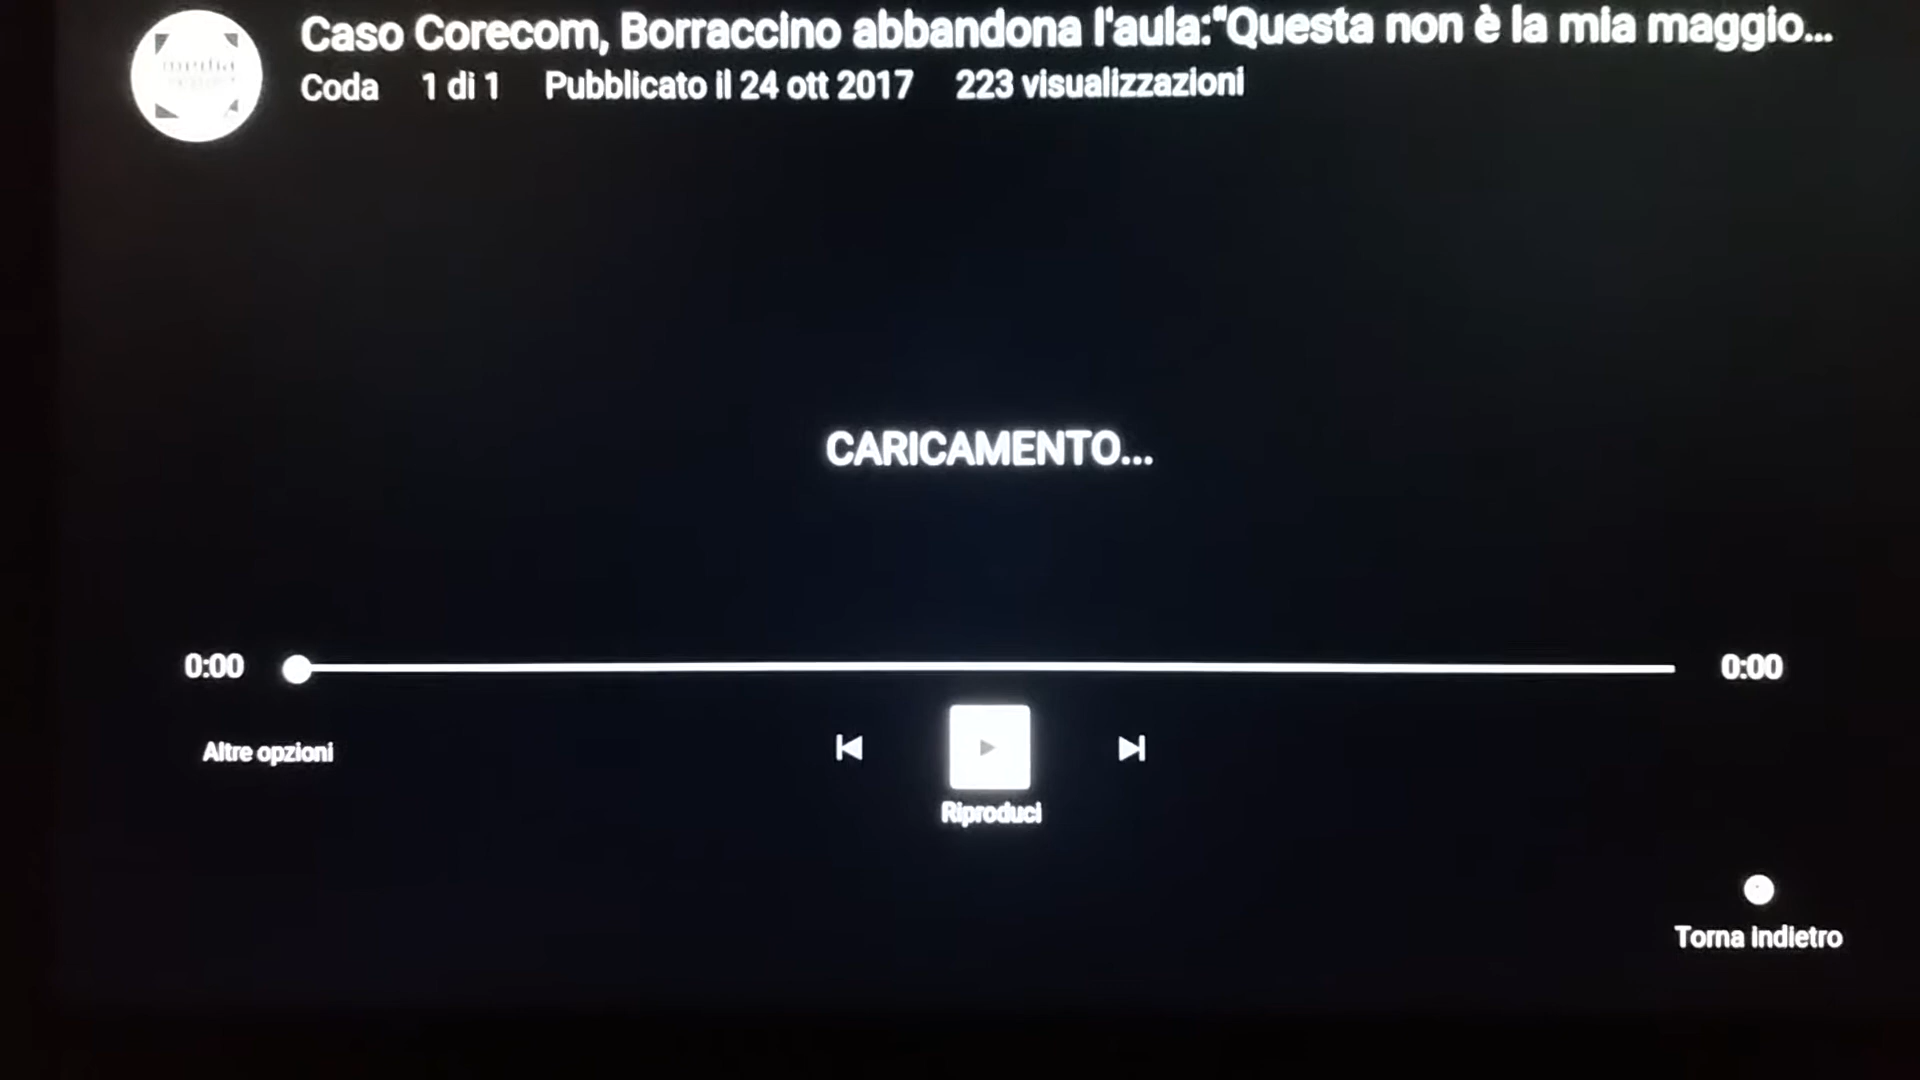 Caso Corecom, Borraccino abbandona l'aula:"Questa non è la mia maggio...
Coda 1 di 1 Pubblicato il 24 ott 2017 223 visualizzazioni
media
CARICAMENTO...
0:00 0:00
Altre opzioni
Riproduci
Torna indietro